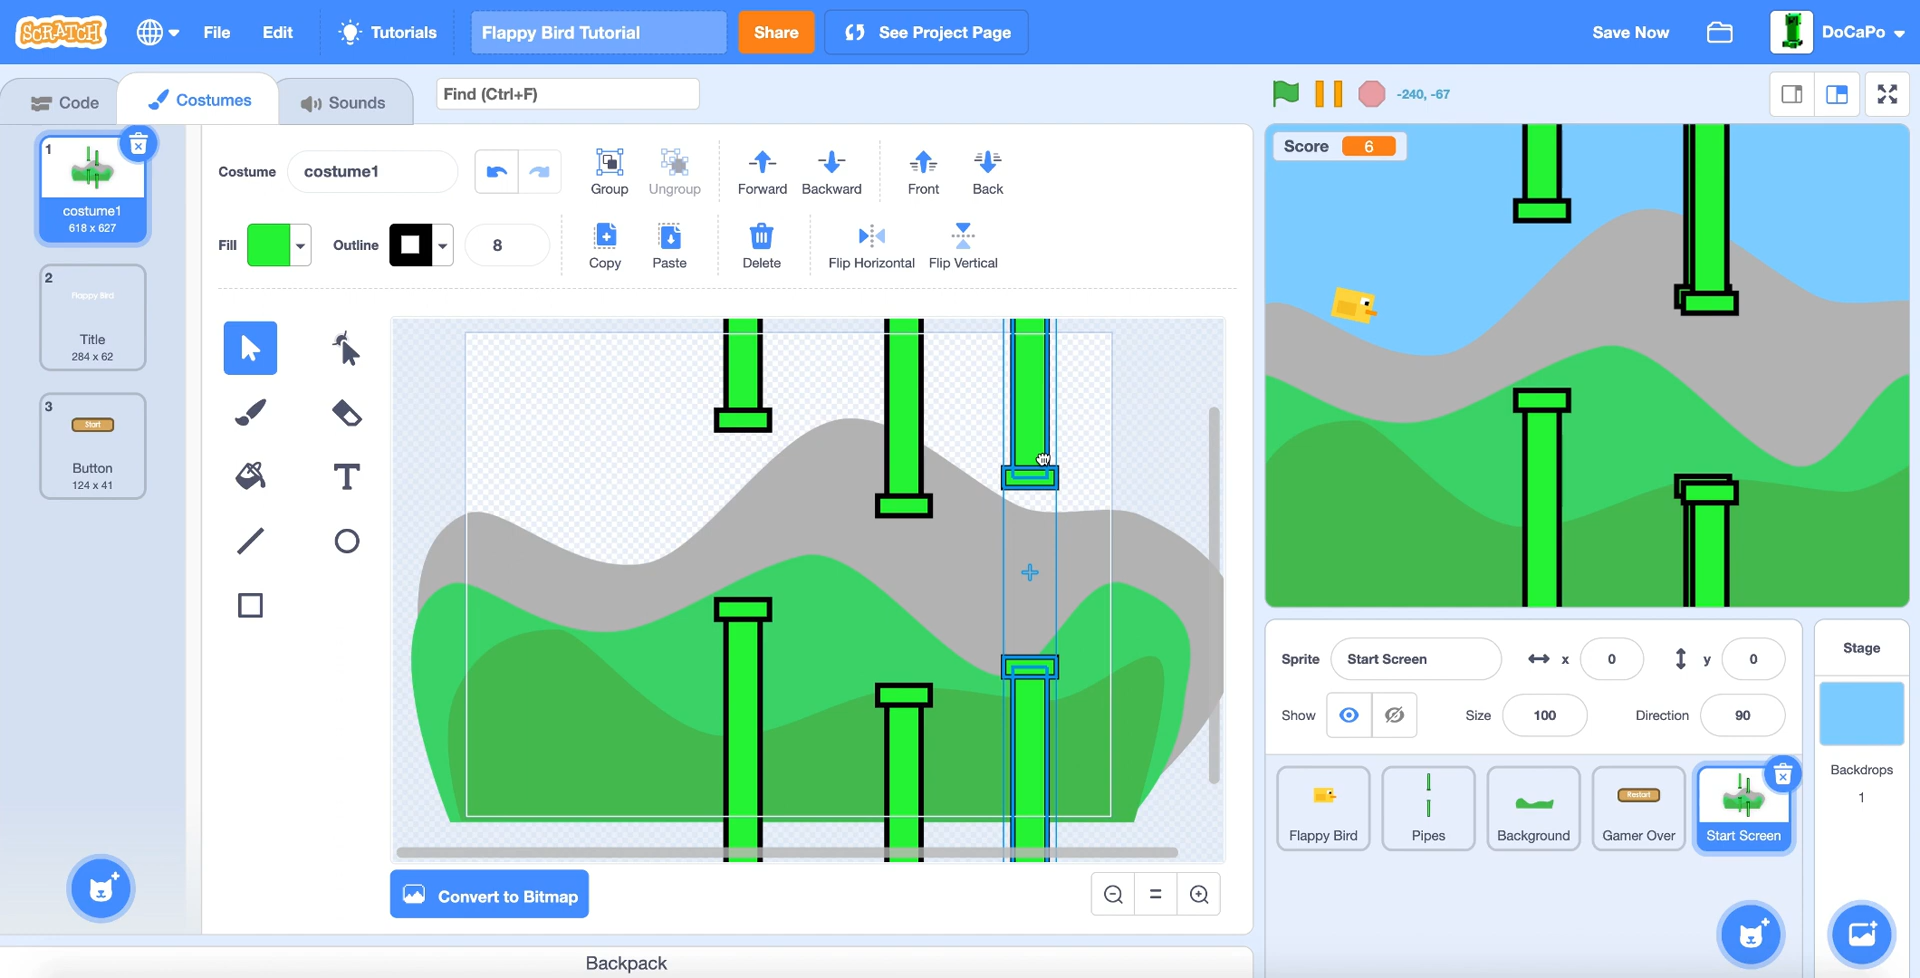 SCRATCH
File
Edit
Tutorials
Flappy Bird Tutorial
Share
See Project Page
Save Now
DoCaPo
Code
Costumes
Sounds
Find (Ctrl+F)
-240, -67
1
costume1
618 x 627
2
Flappy Bird
Title
284 x 62
3
Start
Button
124 x 41
Costume
costume1
Group
Ungroup
Forward
Backward
Front
Back
Fill
Outline
8
Copy
Paste
Delete
Flip Horizontal
Flip Vertical
Convert to Bitmap
Backpack
Score
6
Sprite
Start Screen
x
0
y
0
Show
Size
100
Direction
90
Flappy Bird
Pipes
Background
Restart
Gamer Over
Start Screen
Stage
Backdrops
1